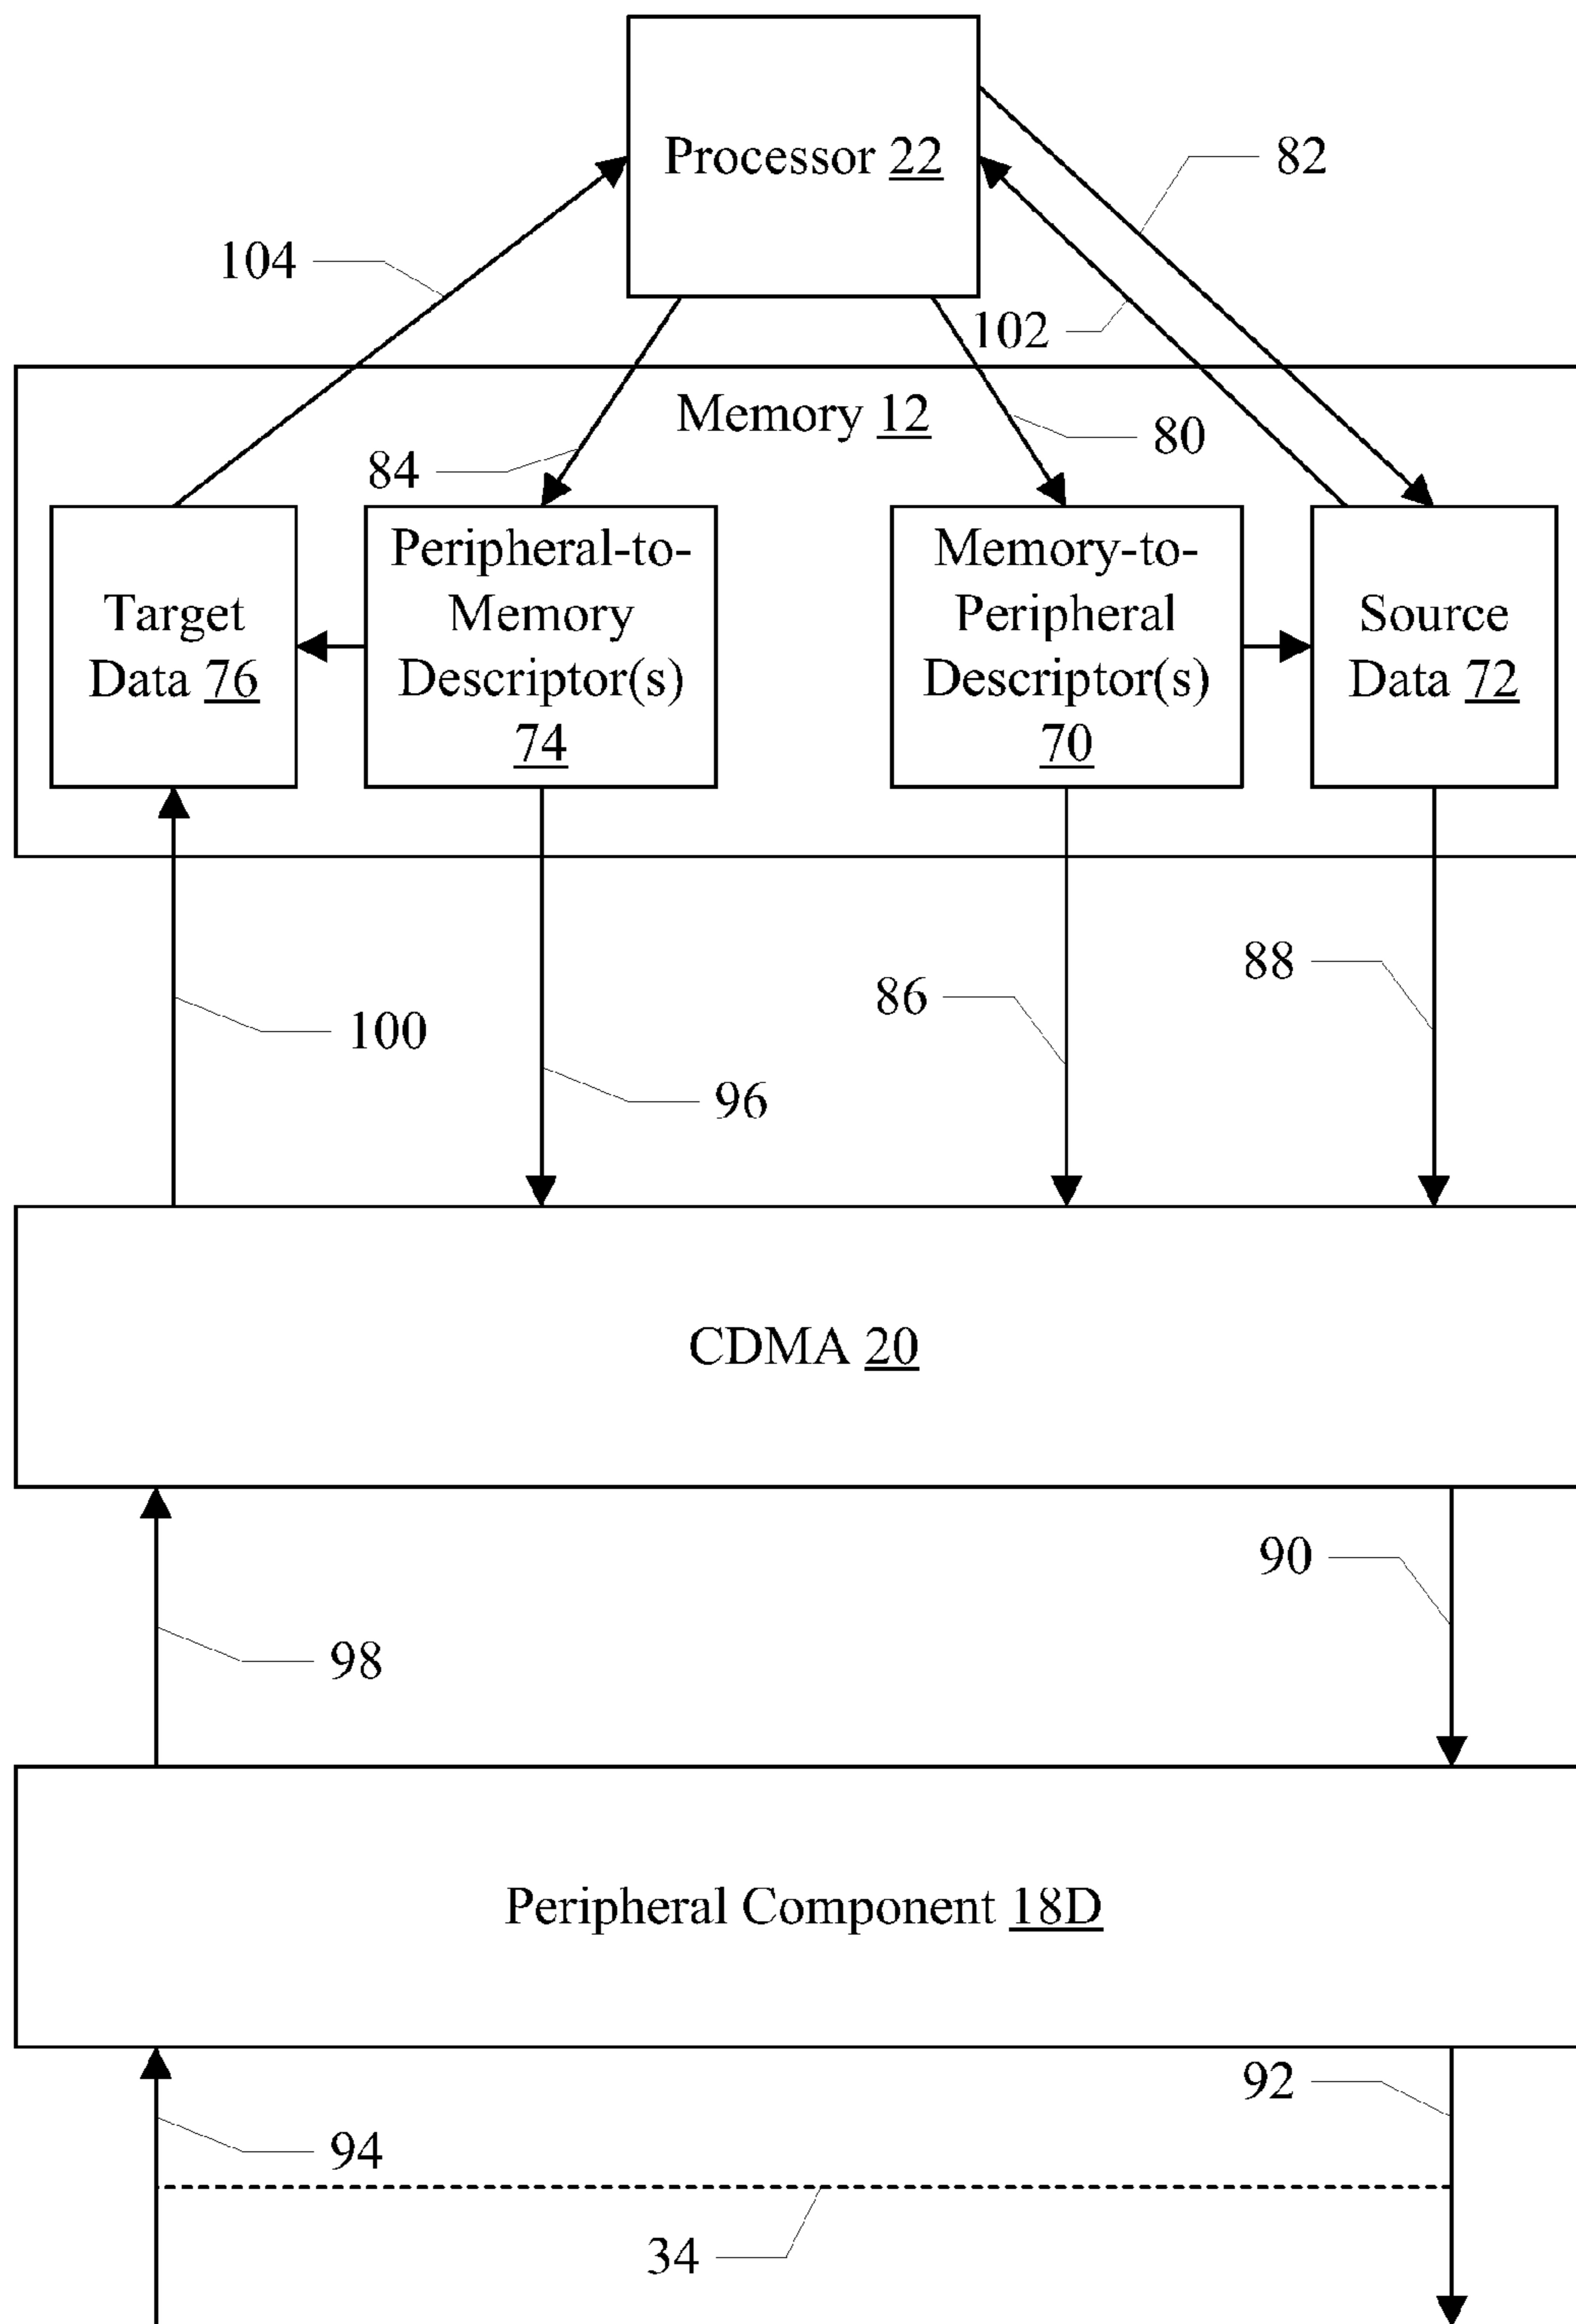 Processor 22
82
104
102
Memory 12
80
84
Target
Data 76
Peripheral-to-
Memory
Descriptor(s)
74
Memory-to-
Peripheral
Descriptor(s)
70
Source
Data 72
88
86
100
96
CDMA 20
90
98
Peripheral Component 18D
92
94
34